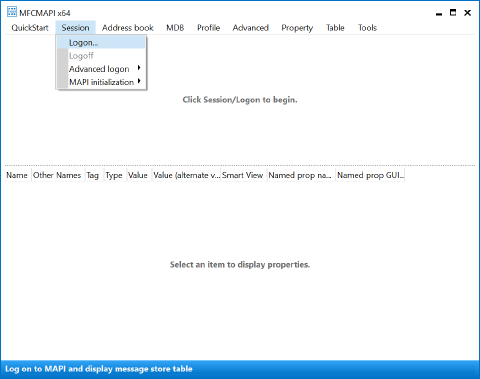 MFCMAPI x64
QuickStart Session Address book MDB Profile Advanced Property Table Tools
Logon...
Logoff
Advanced logon
MAPI initialization
Click Session/Logon to begin.
Name Other Names Tag Type Value Value (alternate v... Smart View Named prop na... Named prop GUI...
Select an item to display properties.
Log on to MAPI and display message store table